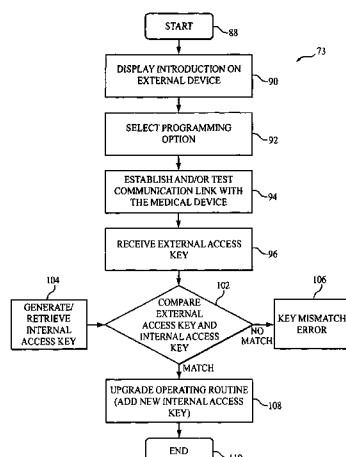 START
88
73
DISPLAY INTRODUCTION ON
EXTERNAL DEVICE
90
SELECT PROGRAMMING
OPTION
92
ESTABLISH AND/OR TEST
COMMUNICATION LINK WITH
THE MEDICAL DEVICE
94
RECEIVE EXTERNAL ACCESS
KEY
96
104
GENERATE/
RETRIEVE
INTERNAL
ACCESS KEY
102
COMPARE
EXTERNAL
ACCESS KEY AND
INTERNAL ACCESS
KEY
NO
MATCH
106
KEY MISMATCH
ERROR
MATCH
UPGRADE OPERATING ROUTINE
(ADD NEW INTERNAL ACCESS
KEY)
108
END
110